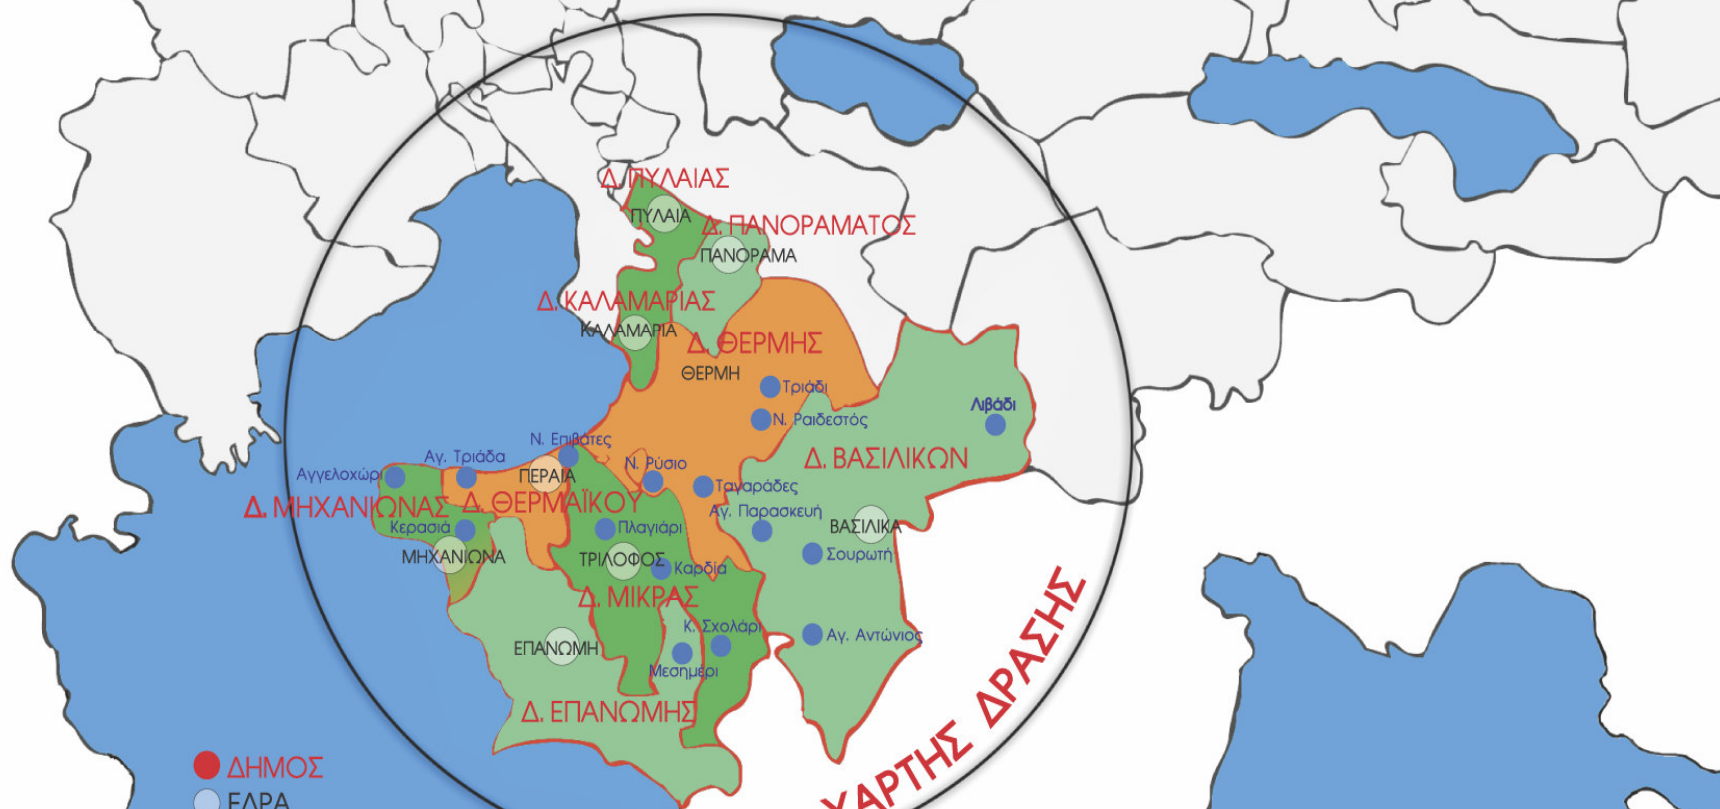 Δ. ΠΥΛΑΙΑΣ
ΠΥΛΑΙΑ
Δ. ΠΑΝΟΡΑΜΑΤΟΣ
ΠΑΝΟΡΑΜΑ
Δ. ΚΑΛΑΜΑΡΙΑΣ
ΚΑΛΑΜΑΡΙΑ
Δ. ΘΕΡΜΗΣ
ΘΕΡΜΗ
Τριάδι
Ν. Ραιδεστός
Λιβάδι
Ν. Επιβάτες
Αγ. Τριάδα
Ν. Ρύσιο
Δ. ΒΑΣΙΛΙΚΩΝ
Αγγελοχώρι
ΠΕΡΑΙΑ
Ταγαράδες
Δ. ΜΗΧΑΝΙΩΝΑΣ
Δ. ΘΕΡΜΑΪΚΟΥ
Αγ. Παρασκευή
Κερασιά
Πλαγιάρι
ΒΑΣΙΛΙΚΑ
ΜΗΧΑΝΙΩΝΑ
ΤΡΙΛΟΦΟΣ
Καρδία
Σουρωτή
Δ. ΜΙΚΡΑΣ
Κ. Σχολάρι
Αγ. Αντώνιος
ΕΠΑΝΩΜΗ
Μεσημέρι
Δ. ΕΠΑΝΩΜΗΣ
ΧΑΡΤΗΣ ΔΡΑΣΗΣ
ΔΗΜΟΣ
ΕΔΡΑ